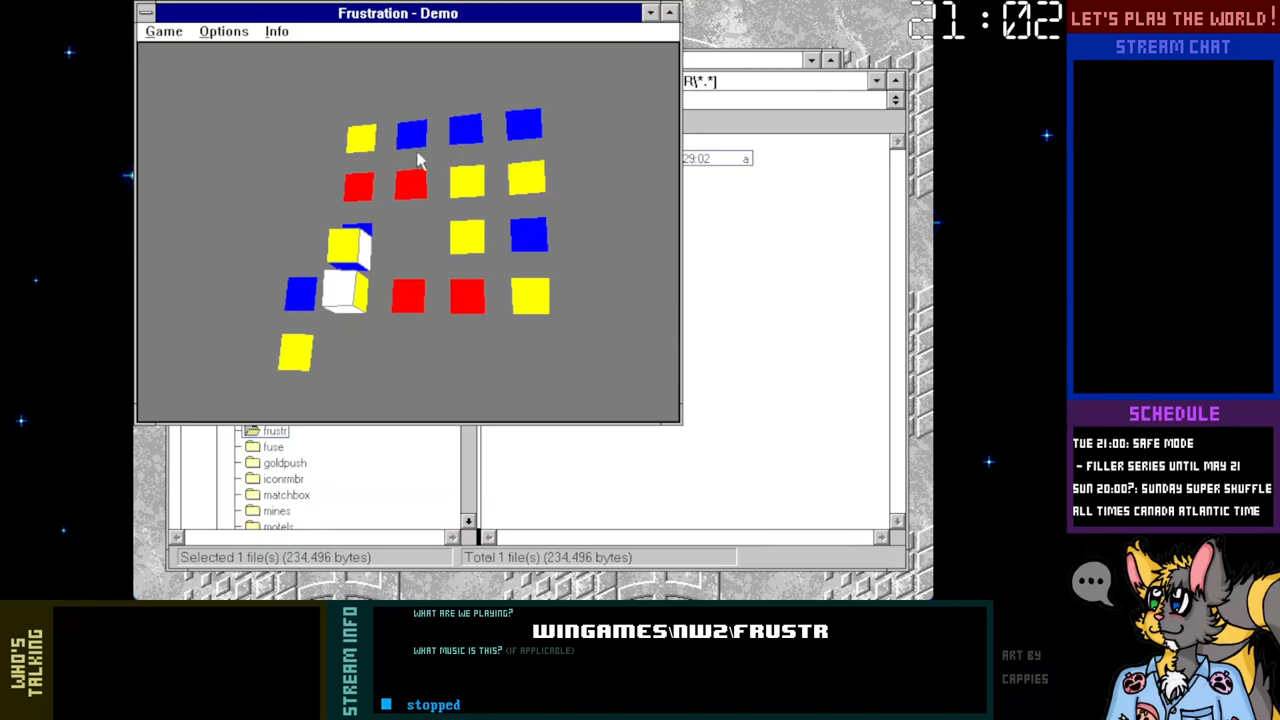 Frustration - Demo
21:02
LET'S PLAY THE WORLD!
Game Options Info
STREAM CHAT
R\*.*]
29:02 a
SCHEDULE
frustr
fuse
goldpush
iconrmbr
matchbox
mines
motels
TUE 21:00: SAFE MODE
- FILLER SERIES UNTIL MAY 21
SUN 20:00?: SUNDAY SUPER SHUFFLE
ALL TIMES CANADA ATLANTIC TIME
Selected 1 file(s) (234,496 bytes)
Total 1 file(s) (234,496 bytes)
WHO'S TALKING
STREAM INFO
WHAT ARE WE PLAYING?
WINGAMES\NW2\FRUSTR
WHAT MUSIC IS THIS? (IF APPLICABLE)
stopped
ART BY
CAPPIES